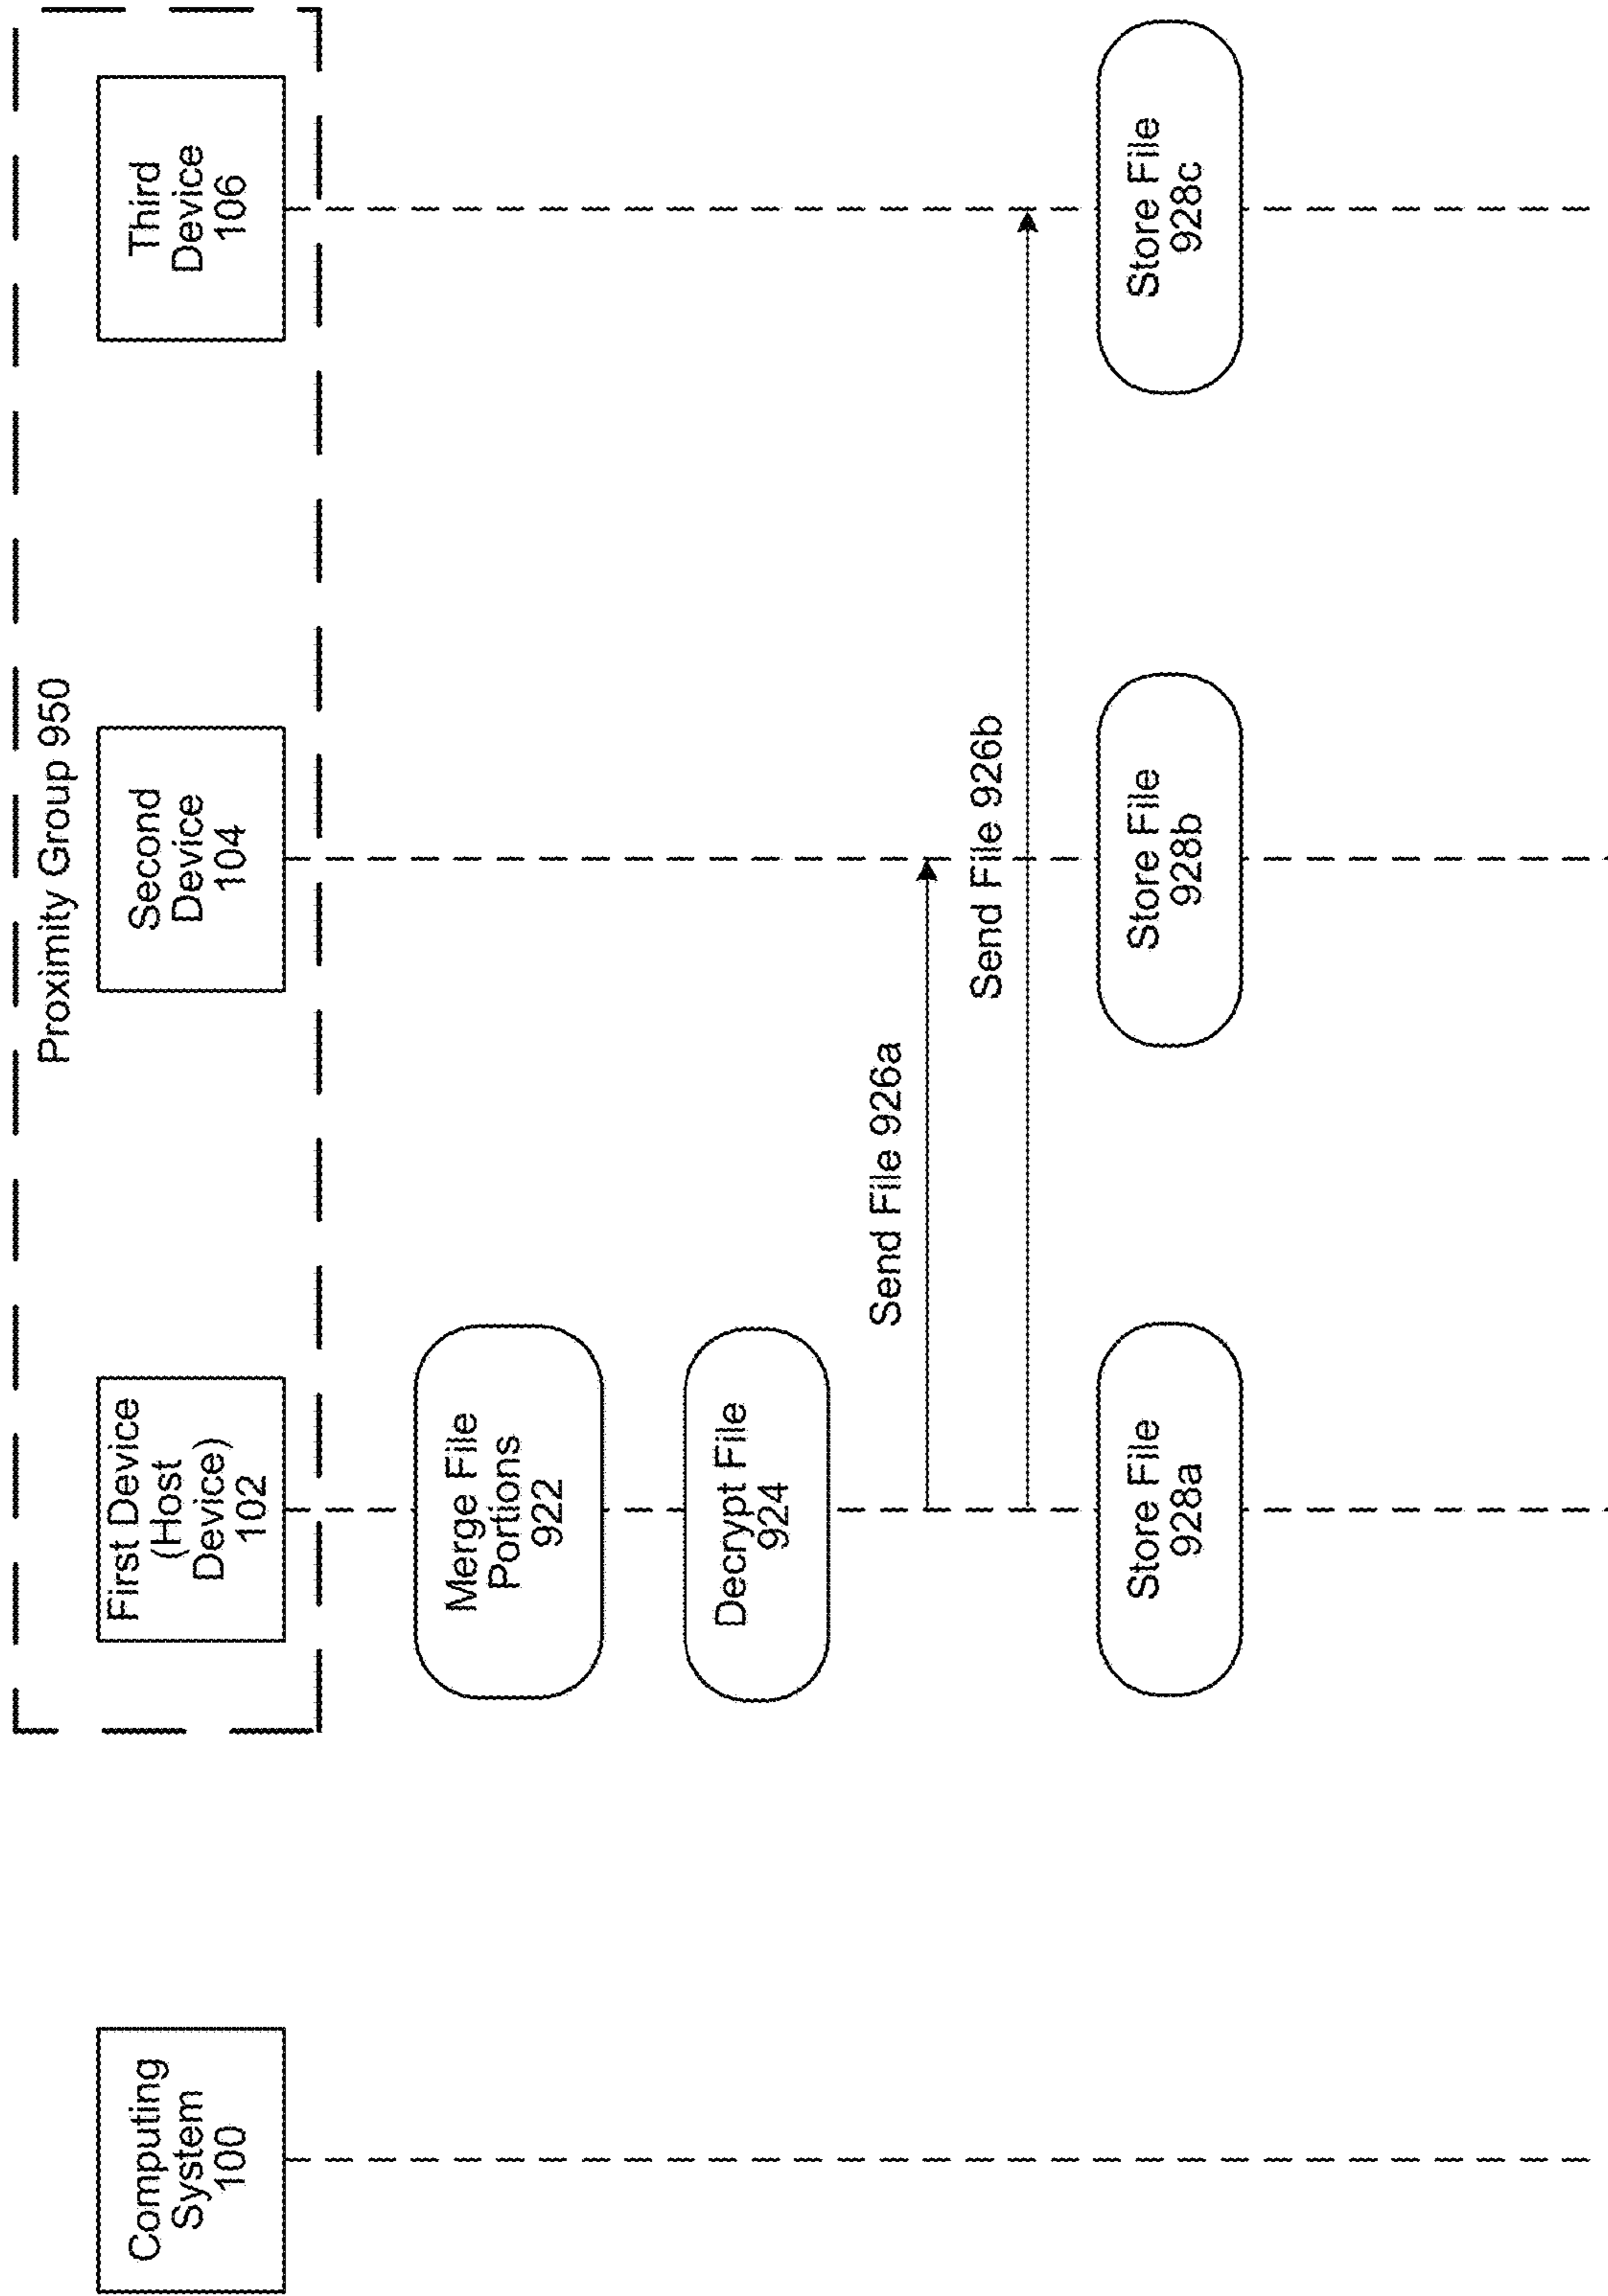 Proximity Group 950
Computing
System
100
First Device
(Host
Device)
102
Second
Device
104
Third
Device
106
Merge File
Portions
922
Decrypt File
924
Send File 926a
Send File 926b
Store File
928a
Store File
928b
Store File
928c